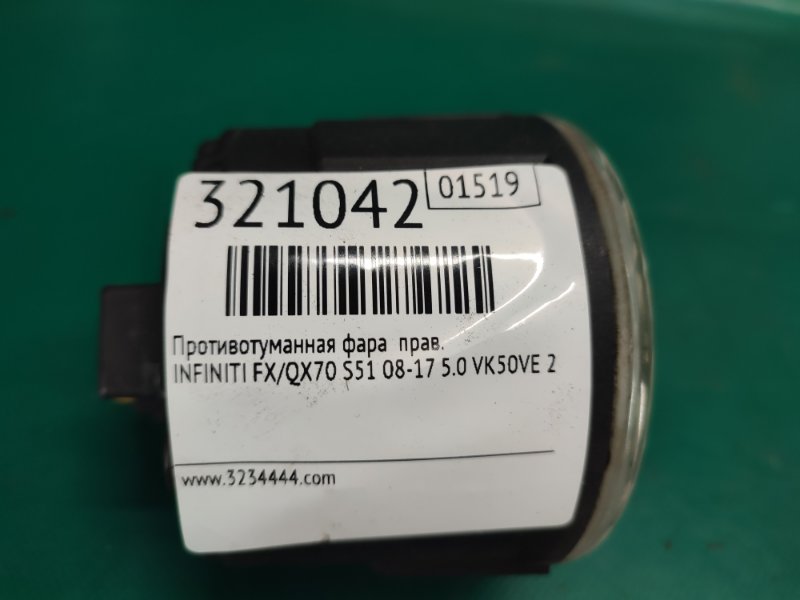 321042
01519
Противотуманная фара прав.
INFINITI FX/QX70 S51 08-17 5.0 VK50VE 2
www.3234444.com